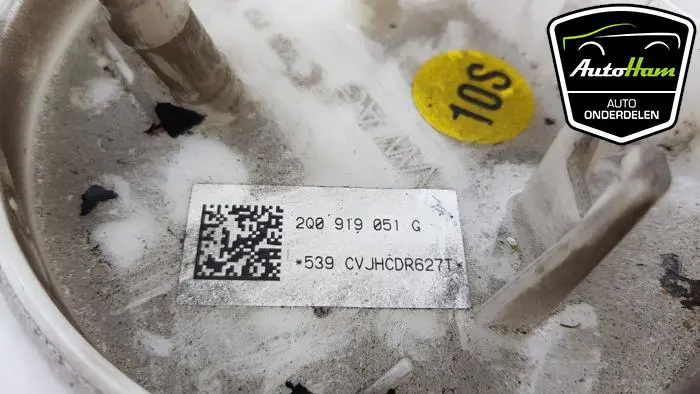 AutoHam
AUTO
ONDERDELEN
10S
2Q0 919 051 G
*539 CVJHCDR627T*